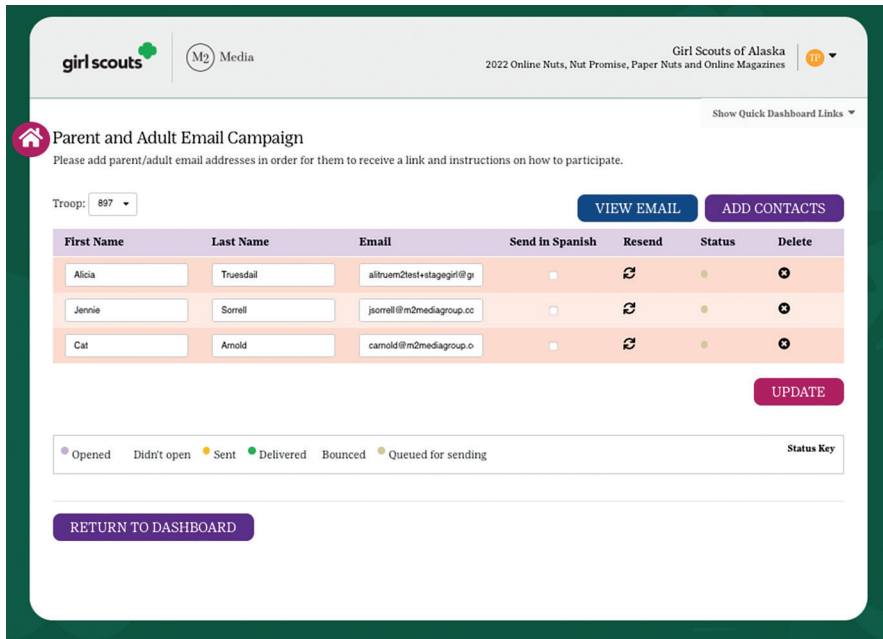 girl scouts
M2 Media
Girl Scouts of Alaska
2022 Online Nuts, Nut Promise, Paper Nuts and Online Magazines
TP
Show Quick Dashboard Links
Parent and Adult Email Campaign
Please add parent/adult email addresses in order for them to receive a link and instructions on how to participate.
Troop: 897
VIEW EMAIL ADD CONTACTS
First Name Last Name Email Send in Spanish Resend Status Delete
Alicia Truesdail alitruem2test+stagegirl@gr
Jennie Sorrell jsorrell@m2mediagroup.cc
Cat Arnold carnold@m2mediagroup.c
UPDATE
Opened Didn't open Sent Delivered Bounced Queued for sending Status Key
RETURN TO DASHBOARD